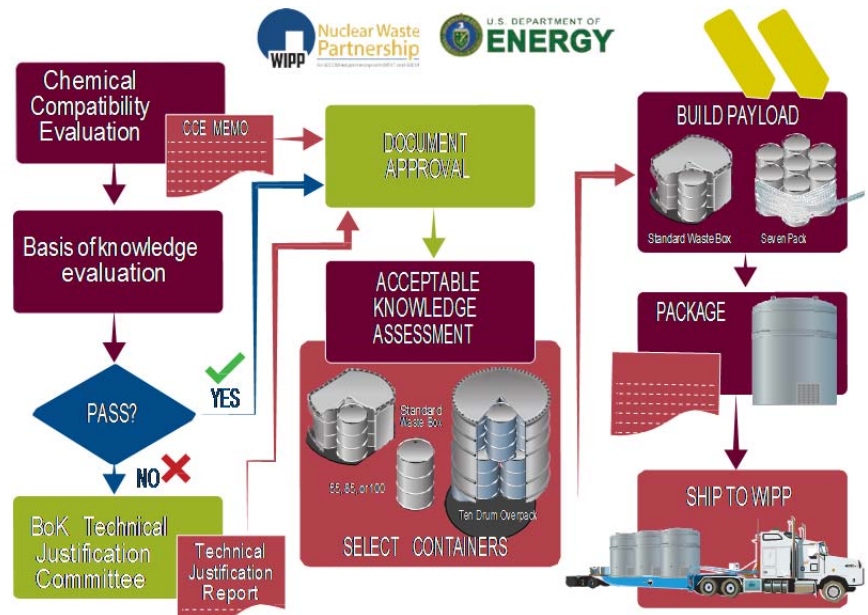 WIPP
Nuclear Waste
Partnership
U.S. DEPARTMENT OF
ENERGY
Chemical
Compatibility
Evaluation
CCE MEMO
Basis of knowledge
evaluation
PASS?
YES
NO
BoK Technical
Justification
Committee
Technical
Justification
Report
DOCUMENT
APPROVAL
ACCEPTABLE
KNOWLEDGE
ASSESSMENT
Standard
Waste Box
55, 85, or 100
Ten Drum Overpack
SELECT CONTAINERS
BUILD PAYLOAD
Standard Waste Box
Seven Pack
PACKAGE
SHIP TO WIPP